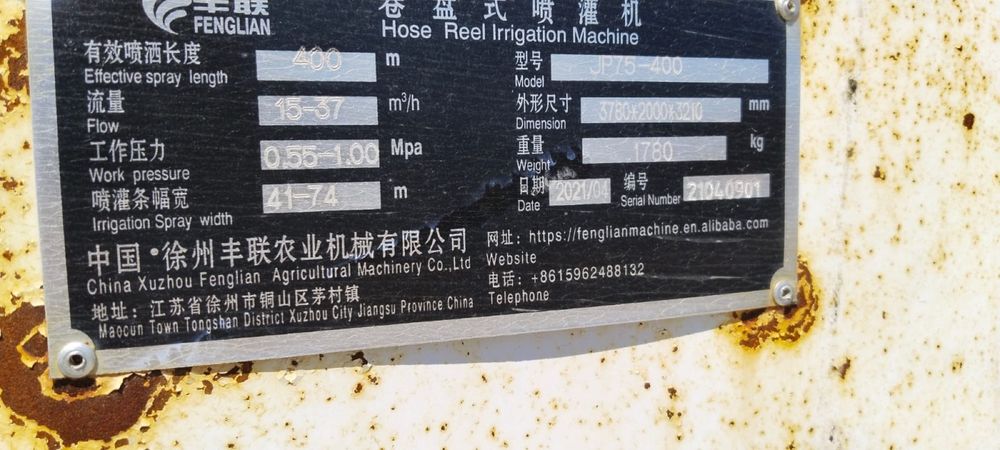 丰联 卷盘式喷灌机
FENGLIAN Hose Reel Irrigation Machine
有效喷洒长度 400 m 型号 JP75-400
Effective spray length Model
流量 15-37 m³/h 外形尺寸 3780*2000*3210 mm
Flow Dimension
工作压力 0.55-1.00 Mpa 重量 1780 kg
Work pressure Weight
喷灌条幅宽 41-74 m 日期 2021/04 编号 21040901
Irrigation Spray width Date Serial Number
中国·徐州丰联农业机械有限公司 网址: https://fenglianmachine.en.alibaba.com
China Xuzhou Fenglian Agricultural Machinery Co.,Ltd Website
地址: 江苏省徐州市铜山区茅村镇 电话: +8615962488132
Maocun Town Tongshan District Xuzhou City Jiangsu Province China Telephone